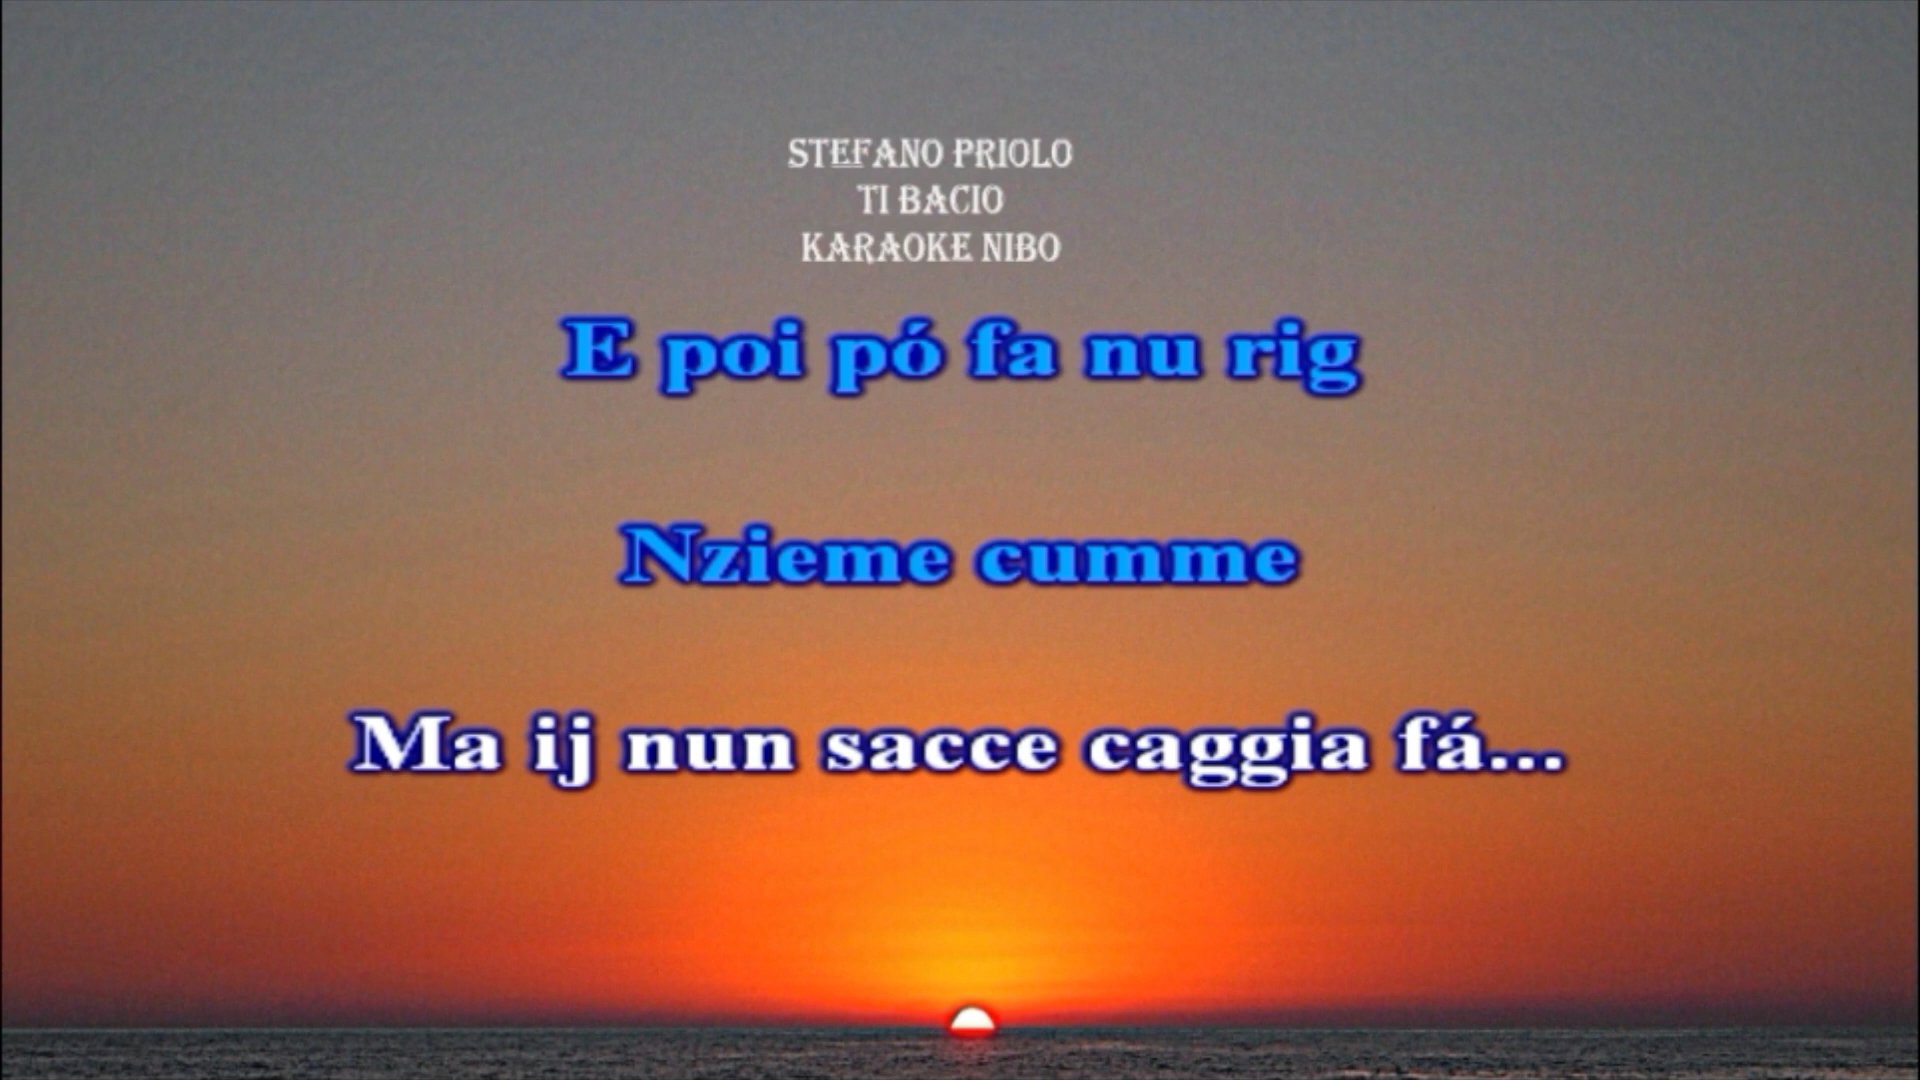 STEFANO PRIOLO
TI BACIO
KARAOKE NIBO
E poi pó fa nu rig
Nzieme cumme
Ma ij nun sacce caggia fá...